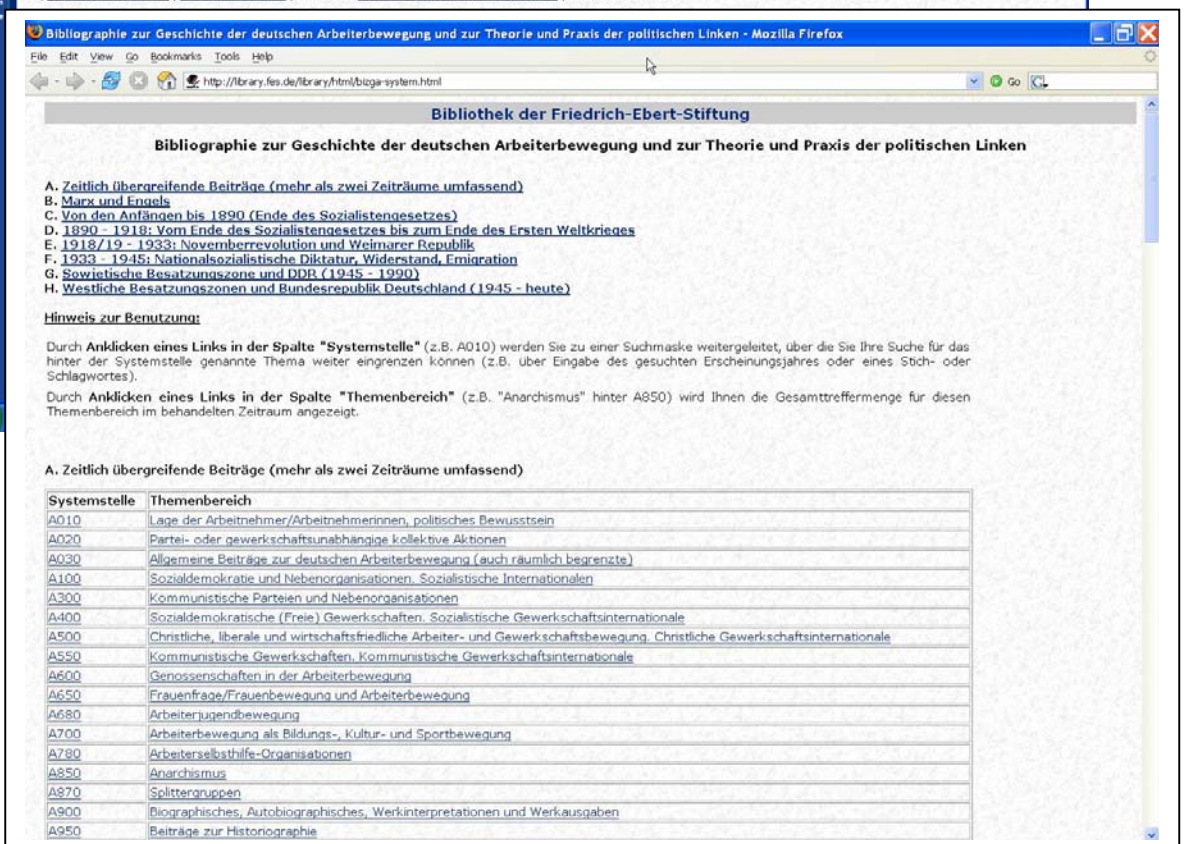 Bibliographie zur Geschichte der deutschen Arbeiterbewegung und zur Theorie und Praxis der politischen Linken - Mozilla Firefox
File Edit View Go Bookmarks Tools Help
http://library.fes.de/library/html/bizga-system.html Go
Bibliothek der Friedrich-Ebert-Stiftung
Bibliographie zur Geschichte der deutschen Arbeiterbewegung und zur Theorie und Praxis der politischen Linken
A. Zeitlich übergreifende Beiträge (mehr als zwei Zeiträume umfassend)
B. Marx und Engels
C. Von den Anfängen bis 1890 (Ende des Sozialistengesetzes)
D. 1890 - 1918: Vom Ende des Sozialistengesetzes bis zum Ende des Ersten Weltkrieges
E. 1918/19 - 1933: Novemberrevolution und Weimarer Republik
F. 1933 - 1945: Nationalsozialistische Diktatur, Widerstand, Emigration
G. Sowjetische Besatzungszone und DDR (1945 - 1990)
H. Westliche Besatzungszonen und Bundesrepublik Deutschland (1945 - heute)
Hinweis zur Benutzung:
Durch Anklicken eines Links in der Spalte "Systemstelle" (z.B. A010) werden Sie zu einer Suchmaske weitergeleitet, über die Sie Ihre Suche für das
hinter der Systemstelle genannte Thema weiter eingrenzen können (z.B. über Eingabe des gesuchten Erscheinungsjahres oder eines Stich- oder
Schlagwortes).
Durch Anklicken eines Links in der Spalte "Themenbereich" (z.B. "Anarchismus" hinter A850) wird Ihnen die Gesamttreffermenge für diesen
Themenbereich im behandelten Zeitraum angezeigt.
A. Zeitlich übergreifende Beiträge (mehr als zwei Zeiträume umfassend)
Systemstelle Themenbereich
A010 Lage der Arbeitnehmer/Arbeitnehmerinnen, politisches Bewusstsein
A020 Partei- oder gewerkschaftsunabhängige kollektive Aktionen
A030 Allgemeine Beiträge zur deutschen Arbeiterbewegung (auch räumlich begrenzte)
A100 Sozialdemokratie und Nebenorganisationen. Sozialistische Internationalen
A300 Kommunistische Parteien und Nebenorganisationen
A400 Sozialdemokratische (Freie) Gewerkschaften. Sozialistische Gewerkschaftsinternationale
A500 Christliche, liberale und wirtschaftsfriedliche Arbeiter- und Gewerkschaftsbewegung. Christliche Gewerkschaftsinternationale
A550 Kommunistische Gewerkschaften. Kommunistische Gewerkschaftsinternationale
A600 Genossenschaften in der Arbeiterbewegung
A650 Frauenfrage/Frauenbewegung und Arbeiterbewegung
A680 Arbeiterjugendbewegung
A700 Arbeiterbewegung als Bildungs-, Kultur- und Sportbewegung
A780 Arbeiterselbsthilfe-Organisationen
A850 Anarchismus
A870 Splittergruppen
A900 Biographisches, Autobiographisches, Werkinterpretationen und Werkausgaben
A950 Beiträge zur Historiographie